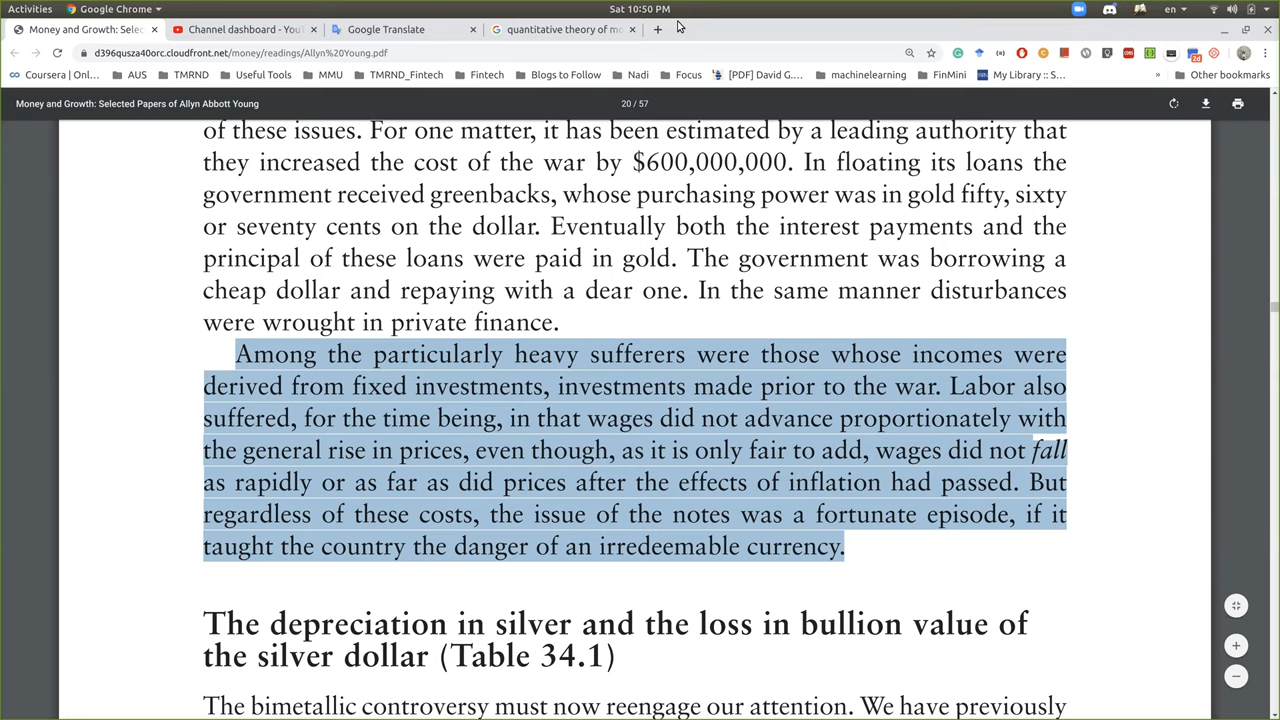 Activities
Google Chrome
Sat 10:50 PM
en
Money and Growth: Selec
Channel dashboard - YouT
Google Translate
quantitative theory of mo
d396qusza40orc.cloudfront.net/money/readings/Allyn%20Young.pdf
Coursera | Onl...
AUS
TMRND
Useful Tools
MMU
TMRND_Fintech
Fintech
Blogs to Follow
Nadi
Focus
[PDF] David G....
machinelearning
FinMini
My Library :: S...
»
Other bookmarks
Money and Growth: Selected Papers of Allyn Abbott Young
20 / 57
of these issues. For one matter, it has been estimated by a leading authority that
they increased the cost of the war by $600,000,000. In floating its loans the
government received greenbacks, whose purchasing power was in gold fifty, sixty
or seventy cents on the dollar. Eventually both the interest payments and the
principal of these loans were paid in gold. The government was borrowing a
cheap dollar and repaying with a dear one. In the same manner disturbances
were wrought in private finance.
Among the particularly heavy sufferers were those whose incomes were
derived from fixed investments, investments made prior to the war. Labor also
suffered, for the time being, in that wages did not advance proportionately with
the general rise in prices, even though, as it is only fair to add, wages did not fall
as rapidly or as far as did prices after the effects of inflation had passed. But
regardless of these costs, the issue of the notes was a fortunate episode, if it
taught the country the danger of an irredeemable currency.
The depreciation in silver and the loss in bullion value of
the silver dollar (Table 34.1)
The bimetallic controversy must now reengage our attention. We have previously